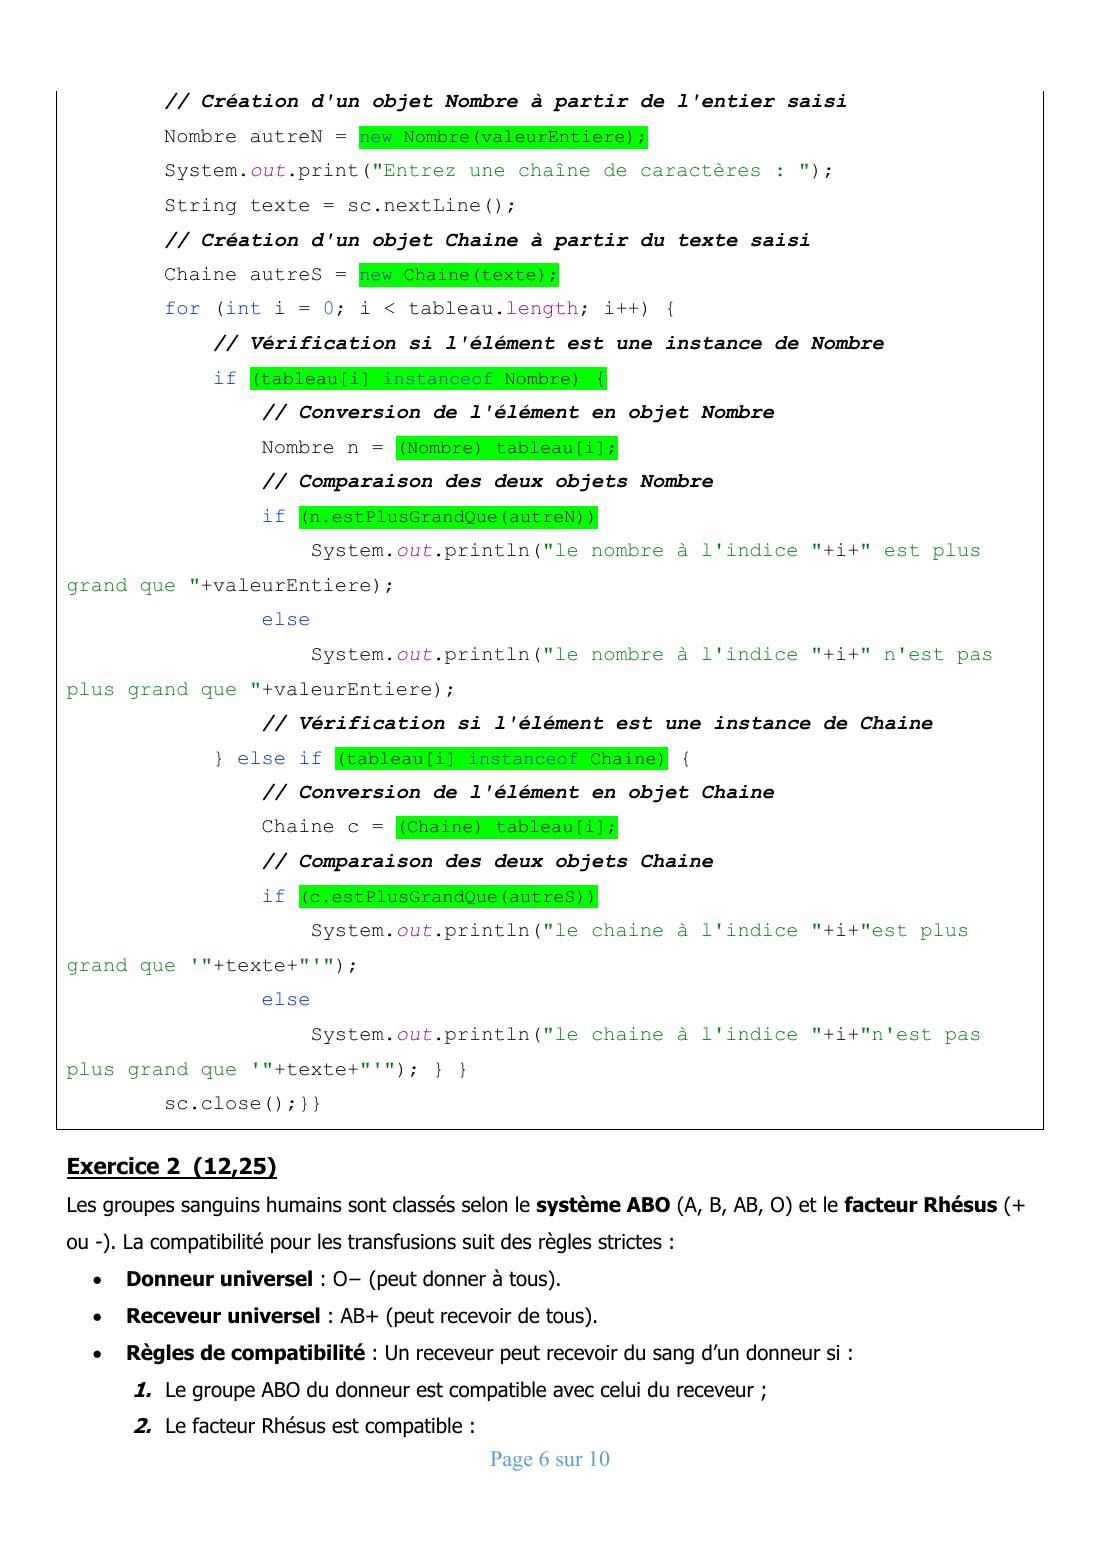 // Création d'un objet Nombre à partir de l'entier saisi
Nombre autreN = new Nombre(valeurEntiere);
System.out.print("Entrez une chaîne de caractères : ");
String texte = sc.nextLine();
// Création d'un objet Chaine à partir du texte saisi
Chaine autreS = new Chaine(texte);
for (int i = 0; i < tableau.length; i++) {
// Vérification si l'élément est une instance de Nombre
if (tableau[i] instanceof Nombre) {
// Conversion de l'élément en objet Nombre
Nombre n = (Nombre) tableau[i];
// Comparaison des deux objets Nombre
if (n.estPlusGrandQue(autreN))
System.out.println("le nombre à l'indice "+i+" est plus
grand que "+valeurEntiere);
else
System.out.println("le nombre à l'indice "+i+" n'est pas
plus grand que "+valeurEntiere);
// Vérification si l'élément est une instance de Chaine
} else if (tableau[i] instanceof Chaine) {
// Conversion de l'élément en objet Chaine
Chaine c = (Chaine) tableau[i];
// Comparaison des deux objets Chaine
if (c.estPlusGrandQue(autreS))
System.out.println("le chaine à l'indice "+i+"est plus
grand que '"+texte+"'");
else
System.out.println("le chaine à l'indice "+i+"n'est pas
plus grand que '"+texte+"'"); } }
sc.close();}}
Exercice 2 (12,25)
Les groupes sanguins humains sont classés selon le système ABO (A, B, AB, O) et le facteur Rhésus (+
ou -). La compatibilité pour les transfusions suit des règles strictes :
• Donneur universel : O− (peut donner à tous).
• Receveur universel : AB+ (peut recevoir de tous).
• Règles de compatibilité : Un receveur peut recevoir du sang d’un donneur si :
1. Le groupe ABO du donneur est compatible avec celui du receveur ;
2. Le facteur Rhésus est compatible :
Page 6 sur 10